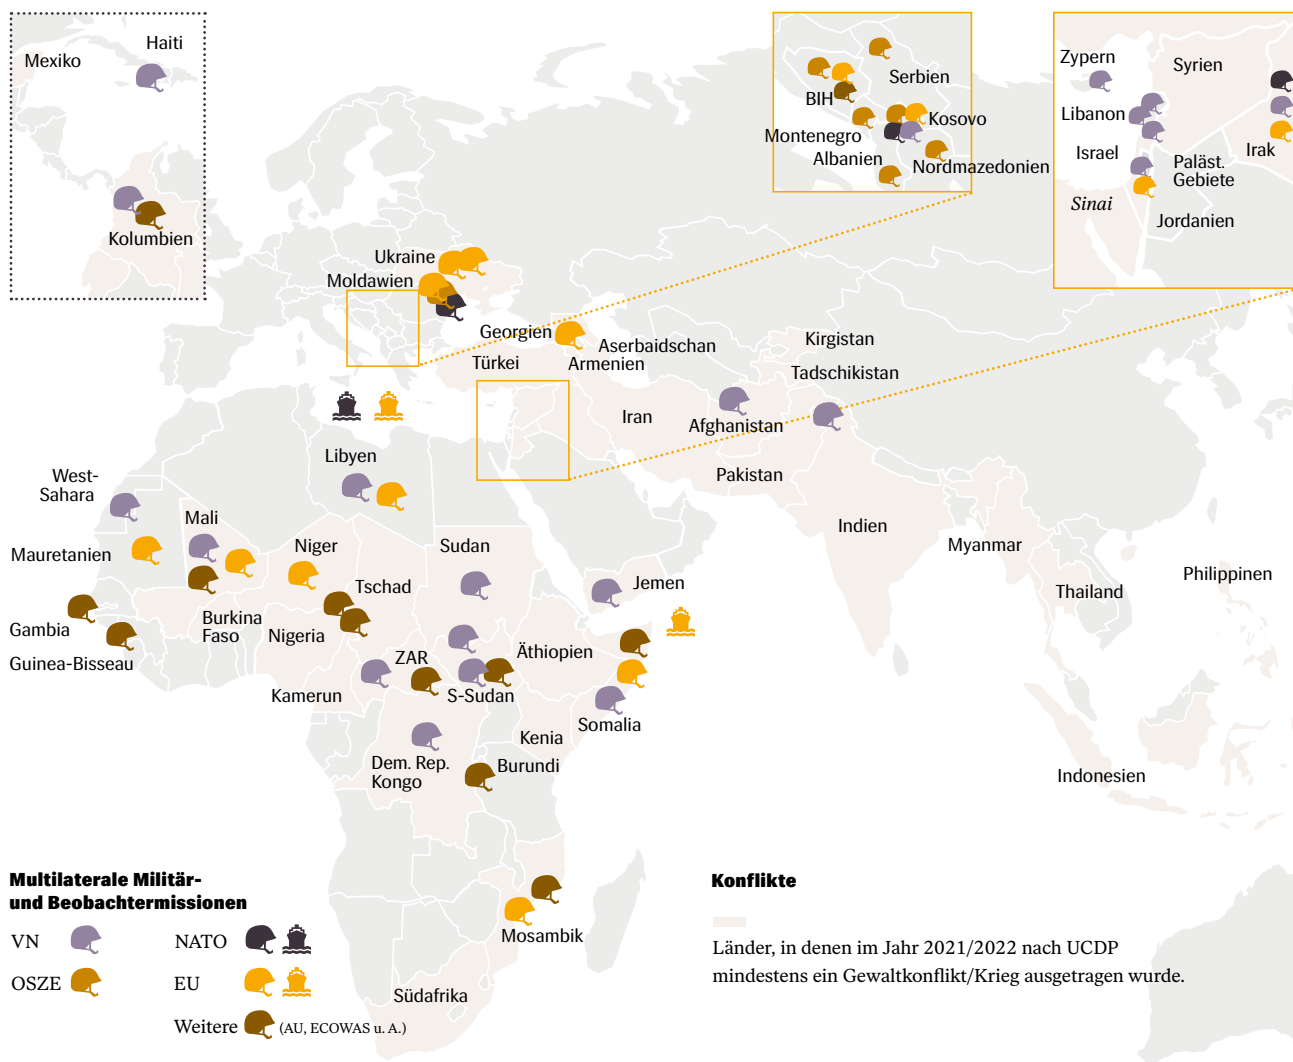 Haiti
Mexiko
Kolumbien
Serbien
BIH
Kosovo
Montenegro
Albanien
Nordmazedonien
Zypern
Syrien
Libanon
Israel
Irak
Paläst.
Gebiete
Sinai
Jordanien
Ukraine
Moldawien
Georgien
Aserbaidschan
Armenien
Türkei
Kirgistan
Tadschikistan
Iran
Afghanistan
Pakistan
Indien
Myanmar
Thailand
Philippinen
Indonesien
Libyen
West-
Sahara
Mali
Mauretanien
Niger
Sudan
Tschad
Jemen
Gambia
Burkina
Faso
Nigeria
Guinea-Bissau
ZAR
Äthiopien
Kamerun
S-Sudan
Somalia
Kenia
Dem. Rep.
Kongo
Burundi
Mosambik
Südafrika
Multilaterale Militär-
und Beobachtermissionen
VN
NATO
OSZE
EU
Weitere (AU, ECOWAS u. A.)
Konflikte
Länder, in denen im Jahr 2021/2022 nach UCDP
mindestens ein Gewaltkonflikt/Krieg ausgetragen wurde.